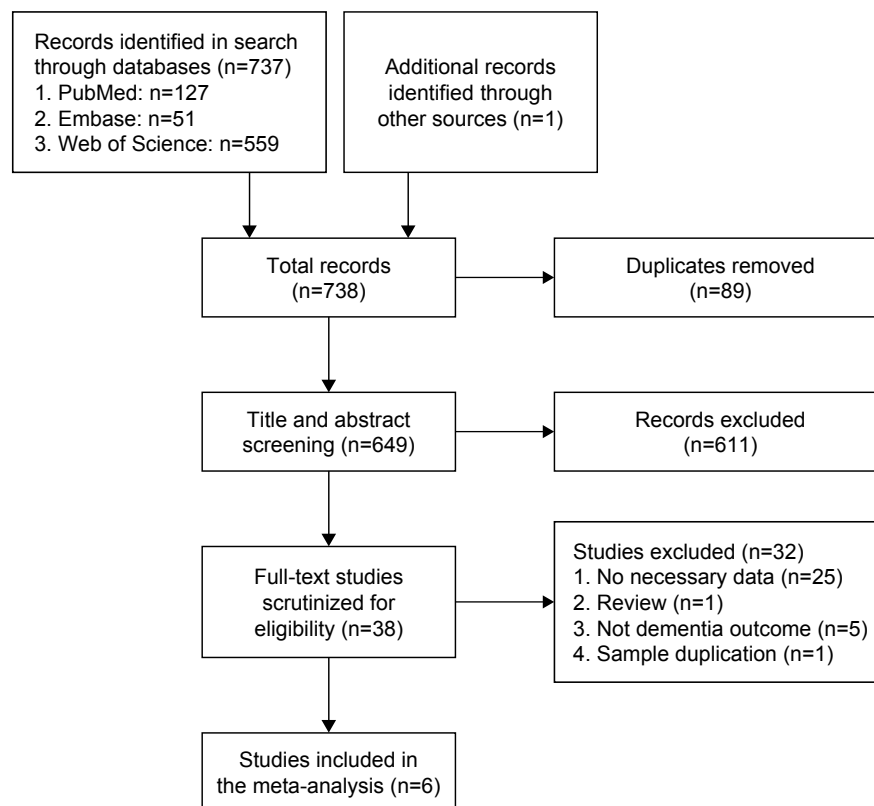 Records identified in search
through databases (n=737)
1. PubMed: n=127
2. Embase: n=51
3. Web of Science: n=559
Additional records
identified through
other sources (n=1)
Total records
(n=738)
Duplicates removed
(n=89)
Title and abstract
screening (n=649)
Records excluded
(n=611)
Full-text studies
scrutinized for
eligibility (n=38)
Studies excluded (n=32)
1. No necessary data (n=25)
2. Review (n=1)
3. Not dementia outcome (n=5)
4. Sample duplication (n=1)
Studies included in
the meta-analysis (n=6)